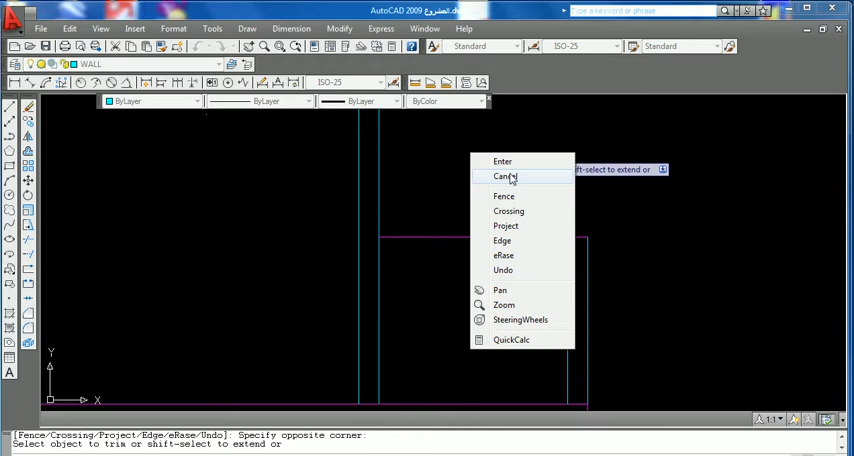 AutoCAD 2009 المشروع.dw
Type a keyword or phrase
File Edit View Insert Format Tools Draw Dimension Modify Express Window Help
Standard ISO-25 Standard
WALL
ISO-25
ByLayer ByLayer ByLayer ByColor
Enter
ft-select to extend or
Cancel
Fence
Crossing
Project
Edge
eRase
Undo
Pan
Zoom
SteeringWheels
QuickCalc
Y
X
A
1:1
[Fence/Crossing/Project/Edge/eRase/Undo]: Specify opposite corner:
Select object to trim or shift-select to extend or